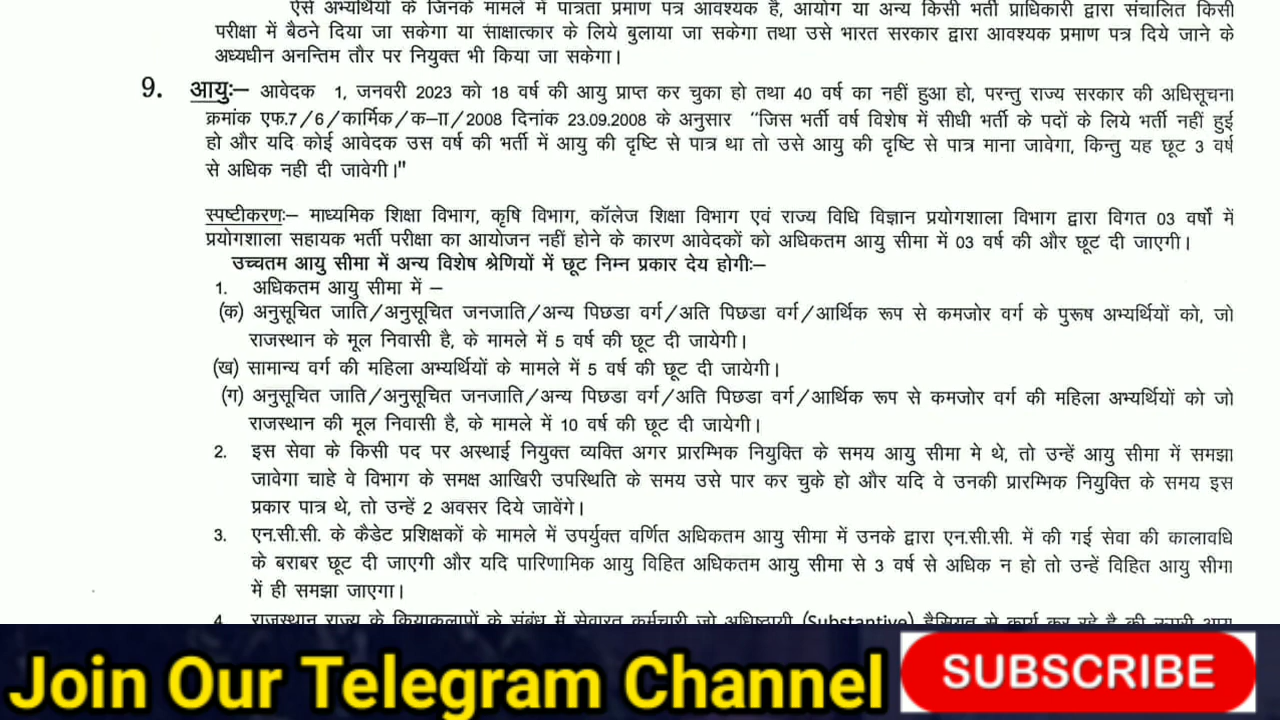 ऐसे अभ्यर्थियों के जिनके मामले में पात्रता प्रमाण पत्र आवश्यक है, आयोग या अन्य किसी भर्ती प्राधिकारी द्वारा संचालित किसी
परीक्षा में बैठने दिया जा सकेगा या साक्षात्कार के लिये बुलाया जा सकेगा तथा उसे भारत सरकार द्वारा आवश्यक प्रमाण पत्र दिये जाने के
अध्यधीन अनन्तिम तौर पर नियुक्त भी किया जा सकेगा।
9. आयुः– आवेदक 1, जनवरी 2023 को 18 वर्ष की आयु प्राप्त कर चुका हो तथा 40 वर्ष का नहीं हुआ हो, परन्तु राज्य सरकार की अधिसूचना
क्रमांक एफ.7/6/कार्मिक/क–II/2008 दिनांक 23.09.2008 के अनुसार "जिस भर्ती वर्ष विशेष में सीधी भर्ती के पदों के लिये भर्ती नहीं हुई
हो और यदि कोई आवेदक उस वर्ष की भर्ती में आयु की दृष्टि से पात्र था तो उसे आयु की दृष्टि से पात्र माना जावेगा, किन्तु यह छूट 3 वर्ष
से अधिक नही दी जावेगी।"
स्पष्टीकरणः– माध्यमिक शिक्षा विभाग, कृषि विभाग, कॉलेज शिक्षा विभाग एवं राज्य विधि विज्ञान प्रयोगशाला विभाग द्वारा विगत 03 वर्षों में
प्रयोगशाला सहायक भर्ती परीक्षा का आयोजन नहीं होने के कारण आवेदकों को अधिकतम आयु सीमा में 03 वर्ष की और छूट दी जाएगी।
उच्चतम आयु सीमा में अन्य विशेष श्रेणियों में छूट निम्न प्रकार देय होगीः–
1. अधिकतम आयु सीमा में –
(क) अनुसूचित जाति/अनुसूचित जनजाति/अन्य पिछडा वर्ग/अति पिछडा वर्ग/आर्थिक रूप से कमजोर वर्ग के पुरूष अभ्यर्थियों को, जो
राजस्थान के मूल निवासी है, के मामले में 5 वर्ष की छूट दी जायेगी।
(ख) सामान्य वर्ग की महिला अभ्यर्थियों के मामले में 5 वर्ष की छूट दी जायेगी।
(ग) अनुसूचित जाति/अनुसूचित जनजाति/अन्य पिछडा वर्ग/अति पिछडा वर्ग/आर्थिक रूप से कमजोर वर्ग की महिला अभ्यर्थियों को जो
राजस्थान की मूल निवासी है, के मामले में 10 वर्ष की छूट दी जायेगी।
2. इस सेवा के किसी पद पर अस्थाई नियुक्त व्यक्ति अगर प्रारम्भिक नियुक्ति के समय आयु सीमा मे थे, तो उन्हें आयु सीमा में समझा
जावेगा चाहे वे विभाग के समक्ष आखिरी उपस्थिति के समय उसे पार कर चुके हो और यदि वे उनकी प्रारम्भिक नियुक्ति के समय इस
प्रकार पात्र थे, तो उन्हें 2 अवसर दिये जावेंगे।
3. एन.सी.सी. के कैडेट प्रशिक्षकों के मामले में उपर्युक्त वर्णित अधिकतम आयु सीमा में उनके द्वारा एन.सी.सी. में की गई सेवा की कालावधि
के बराबर छूट दी जाएगी और यदि पारिणामिक आयु विहित अधिकतम आयु सीमा से 3 वर्ष से अधिक न हो तो उन्हें विहित आयु सीमा
में ही समझा जाएगा।
4. राजस्थान राज्य के क्रियाकलापों के संबंध में सेवारत कर्मचारी जो अधिष्ठायी (Substantive) हैसियत से कार्य कर रहे है की
Join Our Telegram Channel
SUBSCRIBE